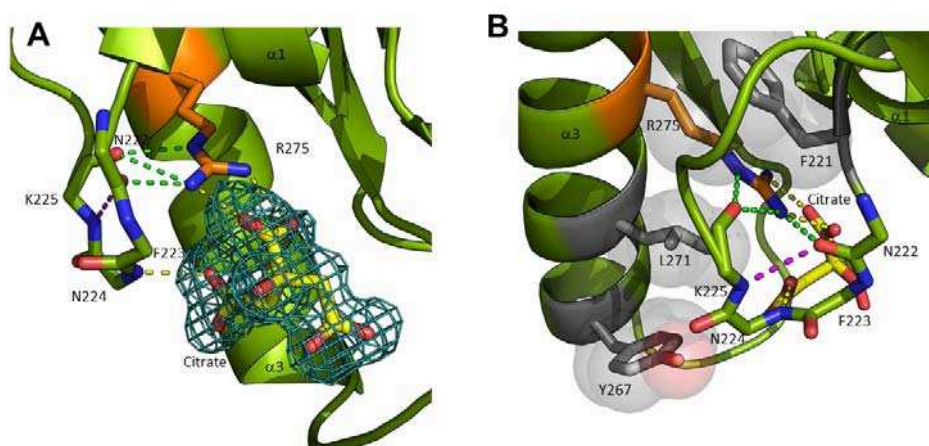 A
α1
N222
R275
K225
F223
N224
Citrate
α3
B
α1
α3
R275
F221
Citrate
L271
N222
K225
F223
N224
Y267